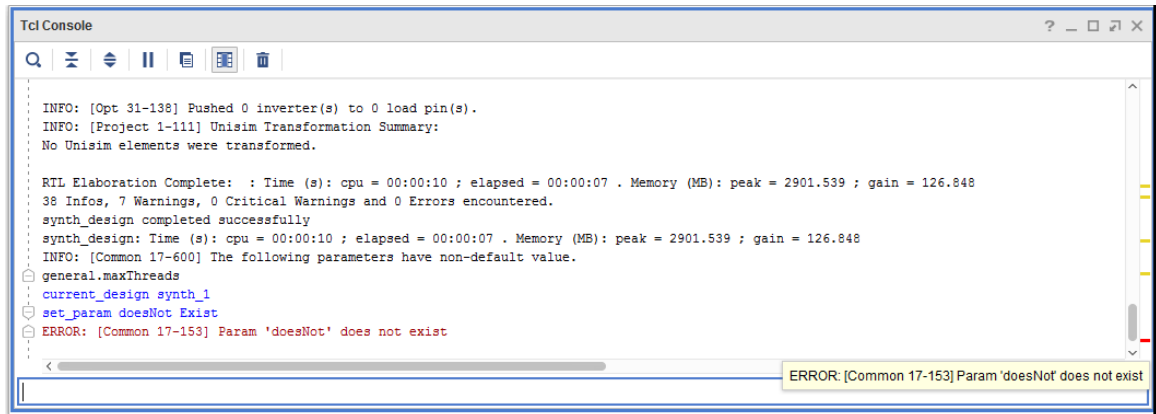 Tcl Console
INFO: [Opt 31-138] Pushed 0 inverter(s) to 0 load pin(s).
INFO: [Project 1-111] Unisim Transformation Summary:
No Unisim elements were transformed.
RTL Elaboration Complete:  : Time (s): cpu = 00:00:10 ; elapsed = 00:00:07 . Memory (MB): peak = 2901.539 ; gain = 126.848
38 Infos, 7 Warnings, 0 Critical Warnings and 0 Errors encountered.
synth_design completed successfully
synth_design: Time (s): cpu = 00:00:10 ; elapsed = 00:00:07 . Memory (MB): peak = 2901.539 ; gain = 126.848
INFO: [Common 17-600] The following parameters have non-default value.
general.maxThreads
current_design synth_1
set_param doesNot Exist
ERROR: [Common 17-153] Param 'doesNot' does not exist
ERROR: [Common 17-153] Param 'doesNot' does not exist